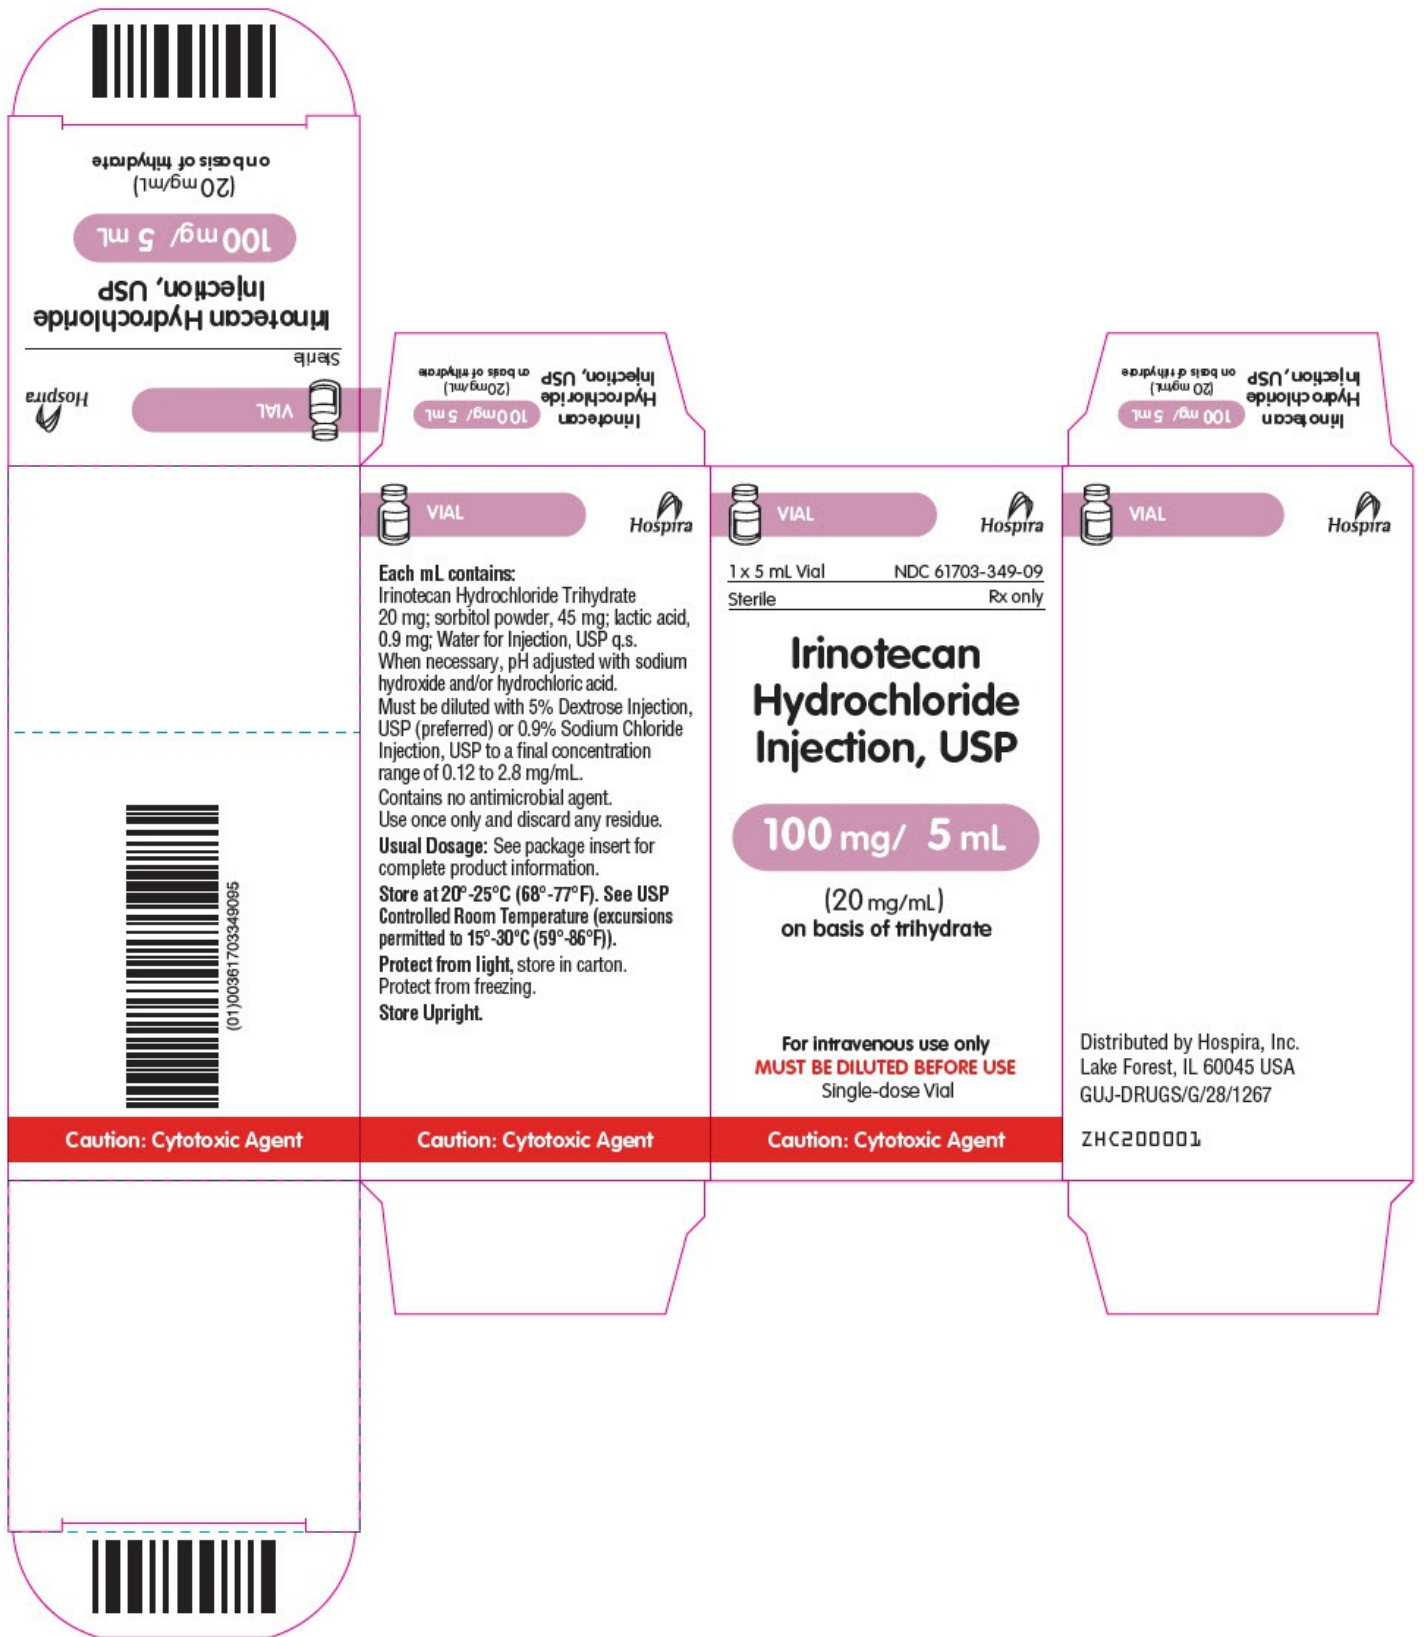 on basis of trihydrate
(20 mg/mL)
100 mg/ 5 mL
Injection, USP
Irinotecan Hydrochloride
Sterile
VIAL
Hospira
Irinotecan
Hydrochloride
Injection, USP
100 mg/ 5 mL
(20 mg/mL)
on basis of trihydrate
Irinotecan
Hydrochloride
Injection, USP
100 mg/ 5 mL
(20 mg/mL)
on basis of trihydrate
(01)00361703349095
Caution: Cytotoxic Agent
VIAL
Hospira
Each mL contains:
Irinotecan Hydrochloride Trihydrate
20 mg; sorbitol powder, 45 mg; lactic acid,
0.9 mg; Water for Injection, USP q.s.
When necessary, pH adjusted with sodium
hydroxide and/or hydrochloric acid.
Must be diluted with 5% Dextrose Injection,
USP (preferred) or 0.9% Sodium Chloride
Injection, USP to a final concentration
range of 0.12 to 2.8 mg/mL.
Contains no antimicrobial agent.
Use once only and discard any residue.
Usual Dosage: See package insert for
complete product information.
Store at 20°-25°C (68°-77°F). See USP
Controlled Room Temperature (excursions
permitted to 15°-30°C (59°-86°F)).
Protect from light, store in carton.
Protect from freezing.
Store Upright.
Caution: Cytotoxic Agent
VIAL
Hospira
1 x 5 mL Vial NDC 61703-349-09
Sterile Rx only
Irinotecan
Hydrochloride
Injection, USP
100 mg/ 5 mL
(20 mg/mL)
on basis of trihydrate
For intravenous use only
MUST BE DILUTED BEFORE USE
Single-dose Vial
Caution: Cytotoxic Agent
VIAL
Hospira
Distributed by Hospira, Inc.
Lake Forest, IL 60045 USA
GUJ-DRUGS/G/28/1267
ZHC200001